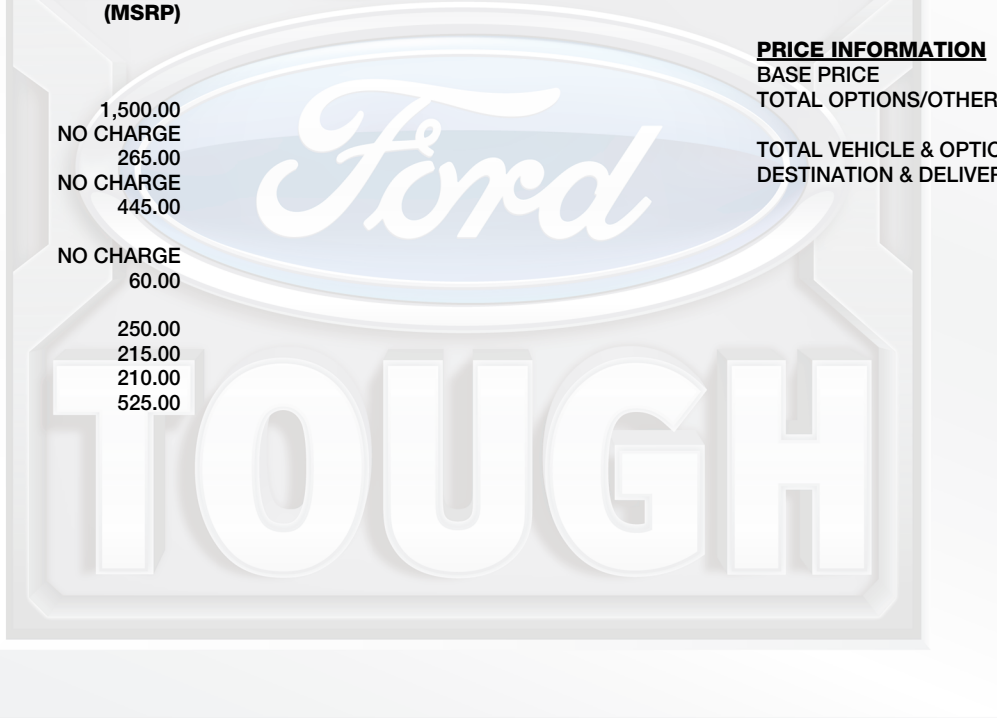 (MSRP)
1,500.00
NO CHARGE
265.00
NO CHARGE
445.00
NO CHARGE
60.00
250.00
215.00
210.00
525.00
PRICE INFORMATION
BASE PRICE
TOTAL OPTIONS/OTHER
TOTAL VEHICLE & OPTIO
DESTINATION & DELIVER
Ford
TOUGH